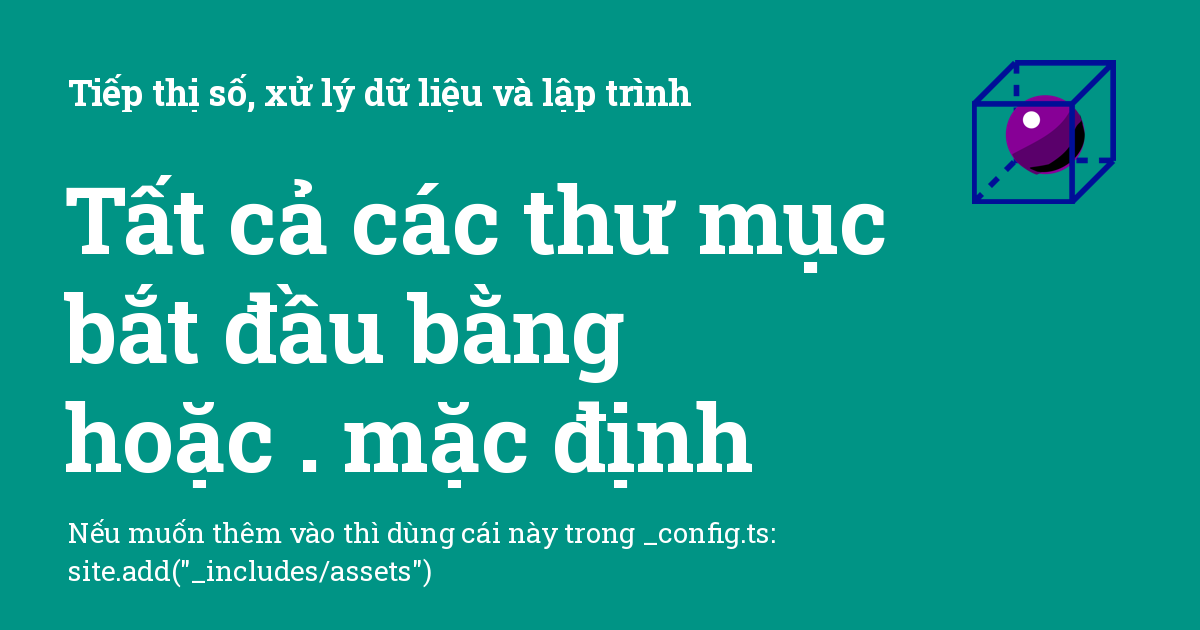 Tiếp thị số, xử lý dữ liệu và lập trình
Tất cả các thư mục
bắt đầu bằng
hoặc . mặc định
Nếu muốn thêm vào thì dùng cái này trong _config.ts:
site.add("_includes/assets")